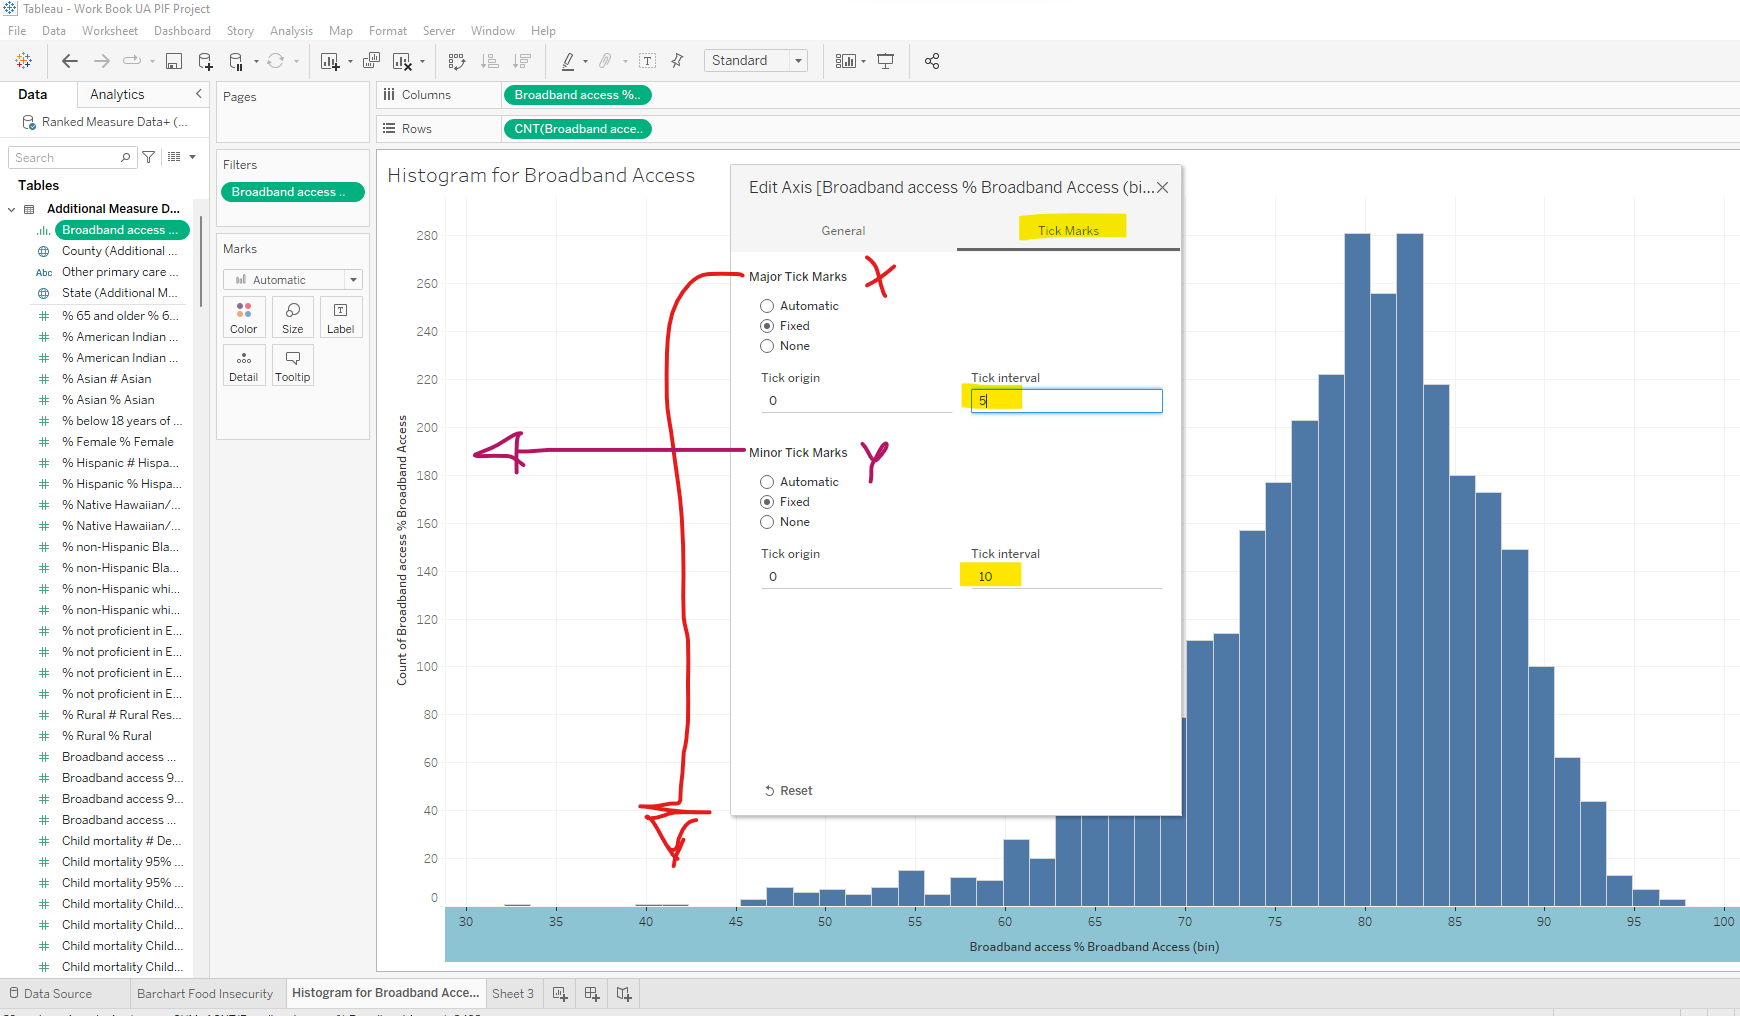 Tableau - Work Book UA PIF Project
File Data Worksheet Dashboard Story Analysis Map Format Server Window Help
Standard
Data Analytics
Ranked Measure Data+ (...
Search
Tables
Additional Measure D...
Broadband access ...
County (Additional ...
Abc Other primary care ...
State (Additional M...
% 65 and older % 6...
% American Indian ...
% American Indian ...
% Asian # Asian
% Asian % Asian
% below 18 years of ...
% Female % Female
% Hispanic # Hispa...
% Hispanic % Hispa...
% Native Hawaiian/...
% Native Hawaiian/...
% non-Hispanic Bla...
% non-Hispanic Bla...
% non-Hispanic whi...
% non-Hispanic whi...
% not proficient in E...
% not proficient in E...
% not proficient in E...
% not proficient in E...
% Rural # Rural Res...
% Rural % Rural
Broadband access ...
Broadband access 9...
Broadband access 9...
Broadband access ...
Child mortality # De...
Child mortality 95% ...
Child mortality 95% ...
Child mortality Child...
Child mortality Child...
Child mortality Child...
Child mortality Child...
Pages
Filters
Broadband access ..
Marks
Automatic
Color Size Label
Detail Tooltip
Columns Broadband access %..
Rows CNT(Broadband acce..
Histogram for Broadband Access
Count of Broadband access % Broadband Access
280
260
240
220
200
180
160
140
120
100
80
60
40
20
0
30 35 40 45 50 55 60 65 70 75 80 85 90 95 100
Broadband access % Broadband Access (bin)
Edit Axis [Broadband access % Broadband Access (bi...
General Tick Marks
Major Tick Marks X
Automatic
Fixed
None
Tick origin Tick interval
0 5
Minor Tick Marks Y
Automatic
Fixed
None
Tick origin Tick interval
0 10
Reset
Data Source Barchart Food Insecurity Histogram for Broadband Acce... Sheet 3